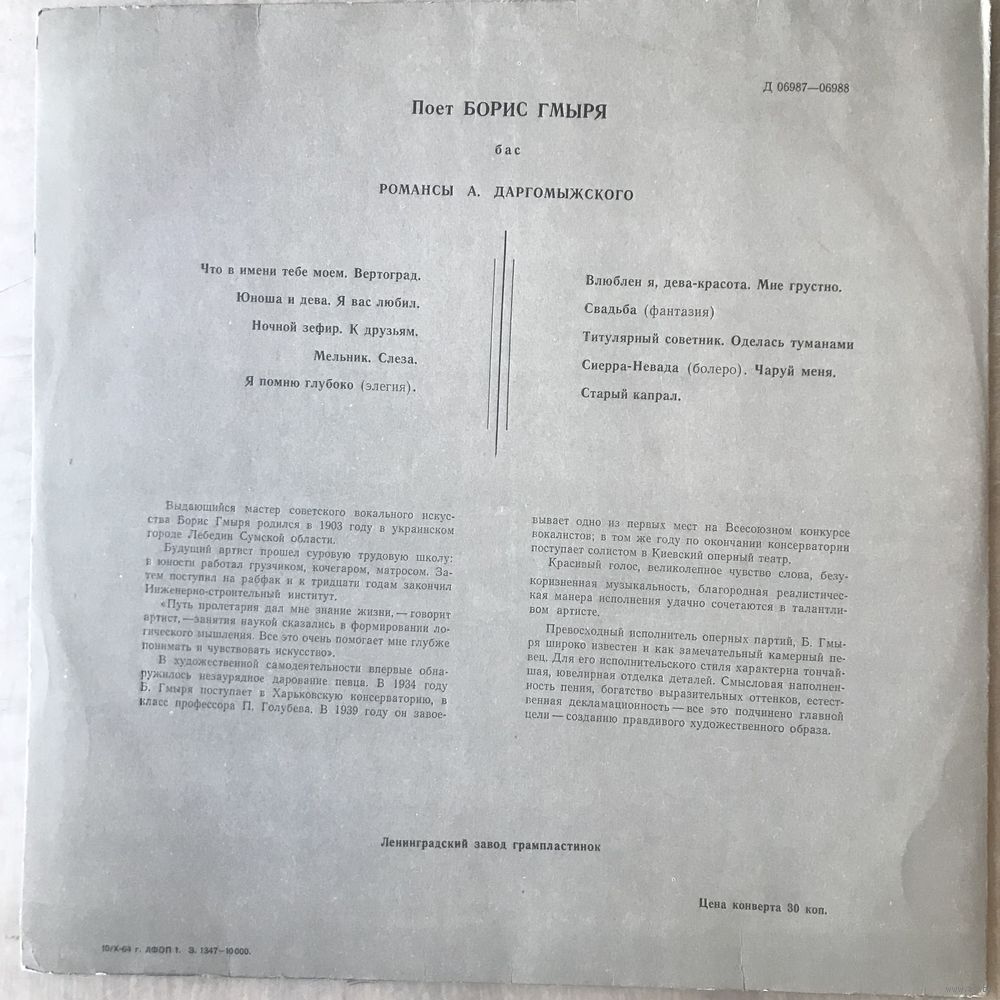 Д 06987—06988
Поет БОРИС ГМЫРЯ
бас
РОМАНСЫ А. ДАРГОМЫЖСКОГО
Что в имени тебе моем. Вертоград.
Юноша и дева. Я вас любил.
Ночной зефир. К друзьям.
Мельник. Слеза.
Я помню глубоко (элегия).
Влюблен я, дева-красота. Мне грустно.
Свадьба (фантазия)
Титулярный советник. Оделась туманами
Сиерра-Невада (болеро). Чаруй меня.
Старый капрал.
Выдающийся мастер советского вокального искус-
ства Борис Гмыря родился в 1903 году в украинском
городе Лебедин Сумской области.
Будущий артист прошел суровую трудовую школу:
в юности работал грузчиком, кочегаром, матросом. За-
тем поступил на рабфак и к тридцати годам закончил
Инженерно-строительный институт.
«Путь пролетария дал мне знание жизни, — говорит
артист, — занятия наукой сказались в формировании ло-
гического мышления. Все это очень помогает мне глубже
понимать и чувствовать искусство».
В художественной самодеятельности впервые обна-
ружилось незаурядное дарование певца. В 1934 году
Б. Гмыря поступает в Харьковскую консерваторию, в
класс профессора П. Голубева. В 1939 году он завое-
вывает одно из первых мест на Всесоюзном конкурсе
вокалистов; в том же году по окончании консерватории
поступает солистом в Киевский оперный театр.
Красивый голос, великолепное чувство слова, безу-
коризненная музыкальность, благородная реалистичес-
кая манера исполнения удачно сочетаются в талантли-
вом артисте.
Превосходный исполнитель оперных партий, Б. Гмы-
ря широко известен и как замечательный камерный пе-
вец. Для его исполнительского стиля характерна тончай-
шая, ювелирная отделка деталей. Смысловая наполнен-
ность пения, богатство выразительных оттенков, естест-
венная декламационность — все это подчинено главной
цели — созданию правдивого художественного образа.
Ленинградский завод грампластинок
Цена конверта 30 коп.
10/X-64 г. ЛФОП 1. З. 1347—10000.